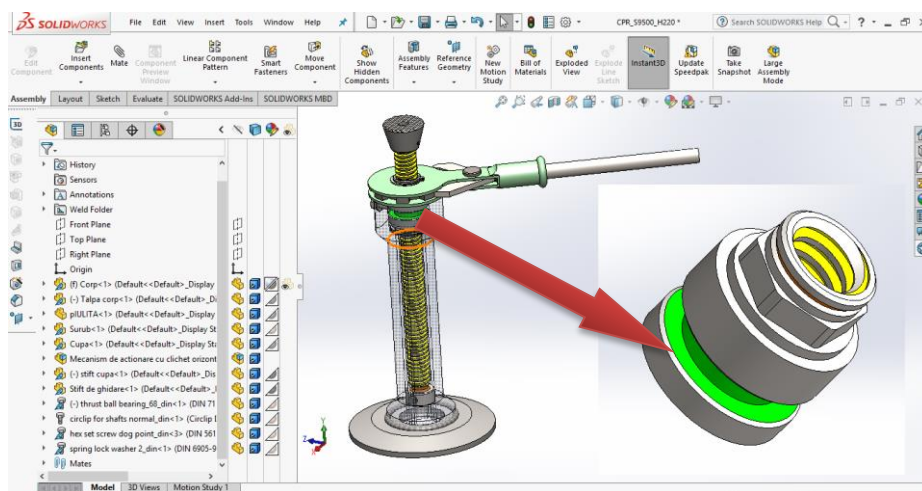 SOLIDWORKS File Edit View Insert Tools Window Help CPR_S9500_H220 * Search SOLIDWORKS Help
Edit Component
Insert Components
Mate
Component Preview Window
Linear Component Pattern
Smart Fasteners
Move Component
Show Hidden Components
Assembly Features
Reference Geometry
New Motion Study
Bill of Materials
Exploded View
Explode Line Sketch
Instant3D
Update Speedpak
Take Snapshot
Large Assembly Mode
Assembly Layout Sketch Evaluate SOLIDWORKS Add-Ins SOLIDWORKS MBD
History
Sensors
Annotations
Weld Folder
Front Plane
Top Plane
Right Plane
Origin
(f) Corp<1> (Default<<Default>_Display
(-) Talpa corp<1> (Default<<Default>_Di
pIULITA<1> (Default<<Default>_Display
Surub<1> (Default<<Default>_Display St
Cupa<1> (Default<<Default>_Display Sta
Mecanism de actionare cu clichet orizont
(-) stift cupa<1> (Default<<Default>_Dis
Stift de ghidare<1> (Default<<Default>_
(-) thrust ball bearing_68_din<1> (DIN 71
circlip for shafts normal_din<1> (Circlip
hex set screw dog point_din<3> (DIN 561
spring lock washer 2_din<1> (DIN 6905-9
Mates
Model 3D Views Motion Study 1